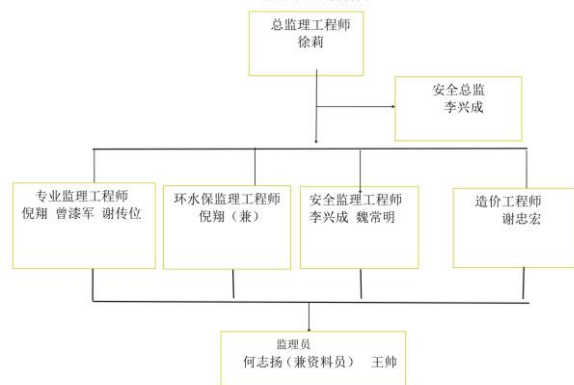 总监理工程师
徐莉
安全总监
李兴成
专业监理工程师
倪翔 曾漆军 谢传位
环水保监理工程师
倪翔（兼）
安全监理工程师
李兴成 魏常明
造价工程师
谢忠宏
监理员
何志扬（兼资料员） 王帅